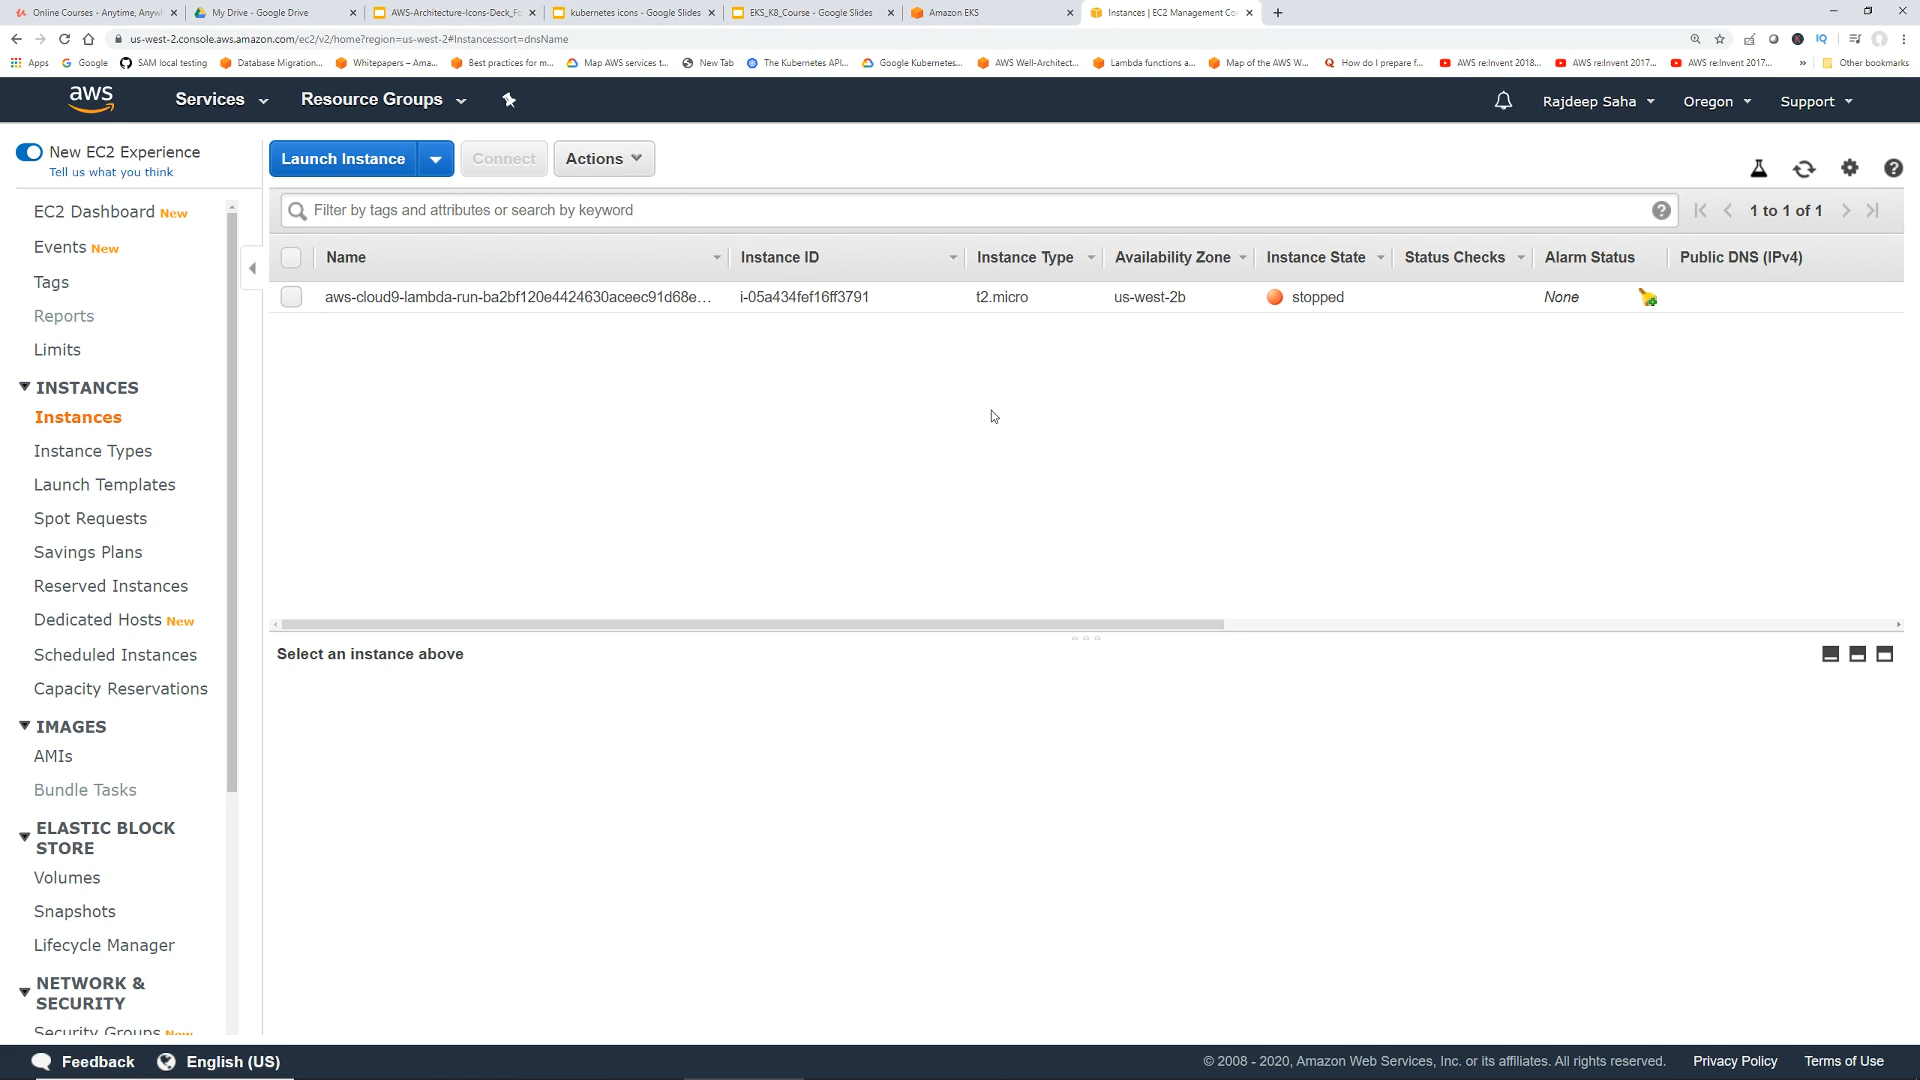 Online Courses - Anytime, Anywh
My Drive - Google Drive
AWS-Architecture-Icons-Deck_Fo
kubernetes icons - Google Slides
EKS_K8_Course - Google Slides
Amazon EKS
Instances | EC2 Management Co
us-west-2.console.aws.amazon.com/ec2/v2/home?region=us-west-2#Instances:sort=dnsName
Apps
Google
SAM local testing
Database Migration...
Whitepapers – Ama...
Best practices for m...
Map AWS services t...
New Tab
The Kubernetes API...
Google Kubernetes...
AWS Well-Architect...
Lambda functions a...
Map of the AWS W...
How do I prepare f...
AWS re:Invent 2018...
AWS re:Invent 2017...
AWS re:Invent 2017...
»
Other bookmarks
aws
Services
Resource Groups
Rajdeep Saha
Oregon
Support
New EC2 Experience
Tell us what you think
EC2 Dashboard New
Events New
Tags
Reports
Limits
INSTANCES
Instances
Instance Types
Launch Templates
Spot Requests
Savings Plans
Reserved Instances
Dedicated Hosts New
Scheduled Instances
Capacity Reservations
IMAGES
AMIs
Bundle Tasks
ELASTIC BLOCK
STORE
Volumes
Snapshots
Lifecycle Manager
NETWORK &
SECURITY
Security Groups New
Launch Instance
Connect
Actions
Filter by tags and attributes or search by keyword
1 to 1 of 1
Name
Instance ID
Instance Type
Availability Zone
Instance State
Status Checks
Alarm Status
Public DNS (IPv4)
aws-cloud9-lambda-run-ba2bf120e4424630aceec91d68e...
i-05a434fef16ff3791
t2.micro
us-west-2b
stopped
None
Select an instance above
Feedback
English (US)
© 2008 - 2020, Amazon Web Services, Inc. or its affiliates. All rights reserved.
Privacy Policy
Terms of Use